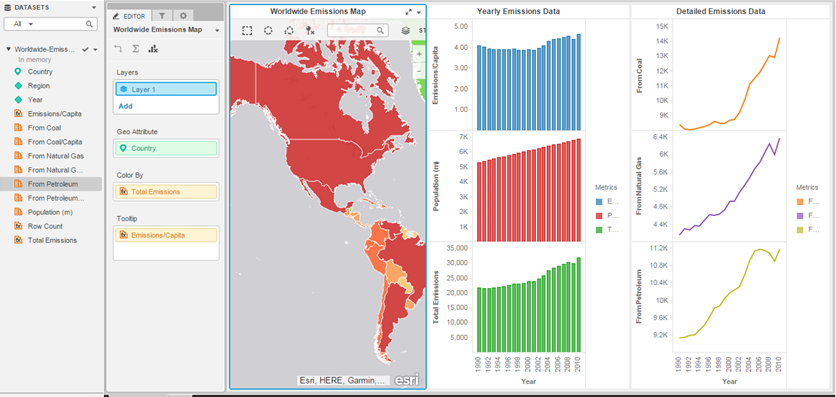 DATASETS
All
Worldwide-Emiss...
In memory
Country
Region
Year
Emissions/Capita
From Coal
From Coal/Capita
From Natural Gas
From Natural G...
From Petroleum
From Petroleum...
Population (m)
Row Count
Total Emissions
EDITOR
Worldwide Emissions Map
Layers
Layer 1
Add
Geo Attribute
Country
Color By
Total Emissions
Tooltip
Emissions/Capita
Worldwide Emissions Map
ST
Esri, HERE, Garmin,...
esri
Yearly Emissions Data
Emissions/Capita
5.00
4.00
3.00
2.00
1.00
Population (m)
7K
6K
5K
4K
3K
2K
1K
Total Emissions
35,000
30,000
25,000
20,000
15,000
10,000
5,000
1990 1992 1994 1996 1998 2000 2002 2004 2006 2008 2010
Year
Metrics
E...
P...
T...
Detailed Emissions Data
From Coal
15K
14K
13K
12K
11K
10K
9K
From Natural Gas
6.4K
5.8K
5.2K
4.8K
4.4K
From Petroleum
11.2K
10.8K
10.4K
10K
9.6K
9.2K
1990 1992 1994 1996 1998 2000 2002 2004 2006 2008 2010
Year
Metrics
F...
F...
F...